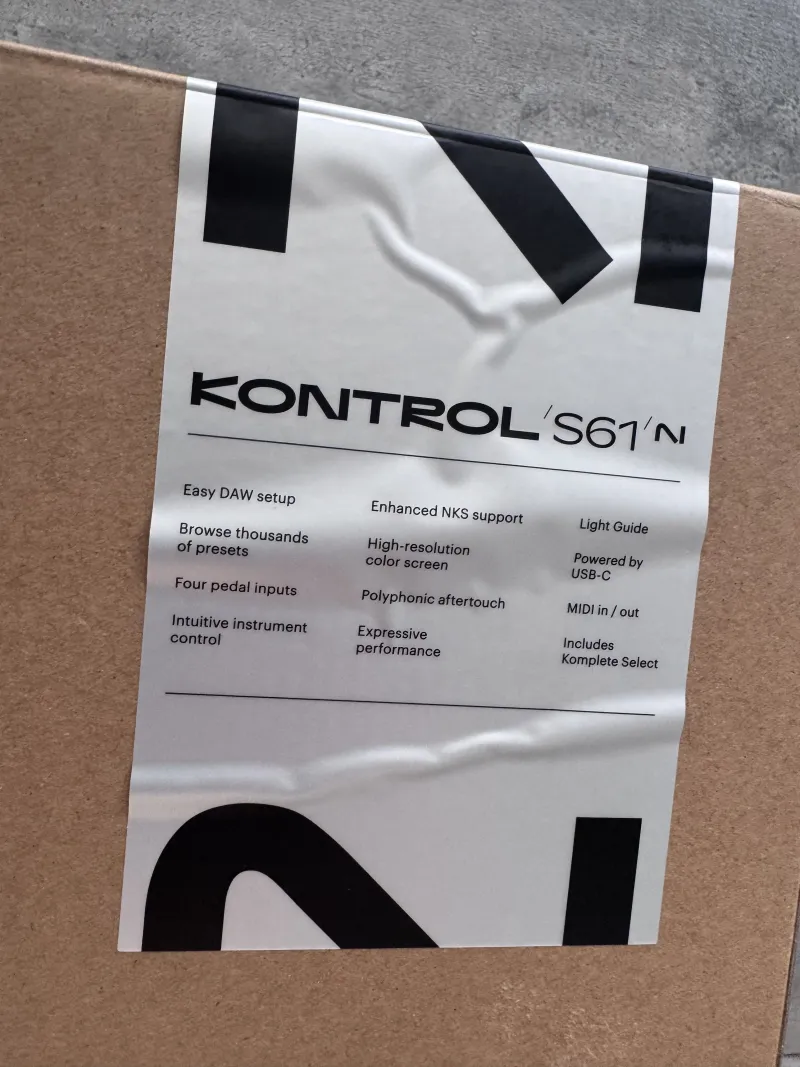 KONTROL /S61/ NI
Easy DAW setup
Browse thousands
of presets
Four pedal inputs
Intuitive instrument
control
Enhanced NKS support
High-resolution
color screen
Polyphonic aftertouch
Expressive
performance
Light Guide
Powered by
USB-C
MIDI in / out
Includes
Komplete Select